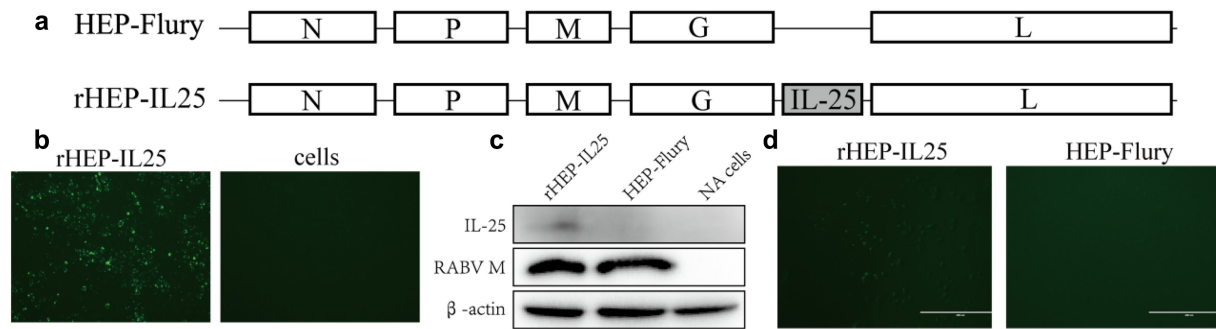 a HEP-Flury N P M G L
rHEP-IL25 N P M G IL-25 L
b rHEP-IL25 cells
c rHEP-IL25 HEP-Flury NA cells
IL-25
RABV M
β -actin
d rHEP-IL25 HEP-Flury